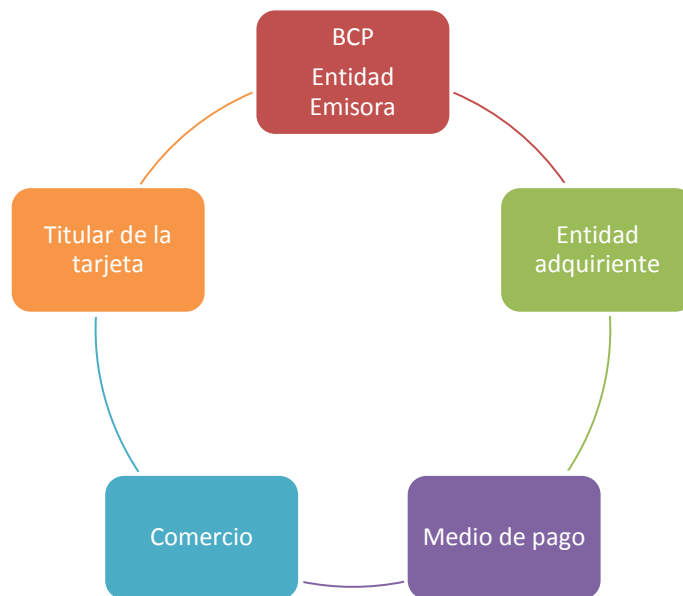 BCP
Entidad
Emisora
Entidad
adquiriente
Medio de pago
Comercio
Titular de la
tarjeta